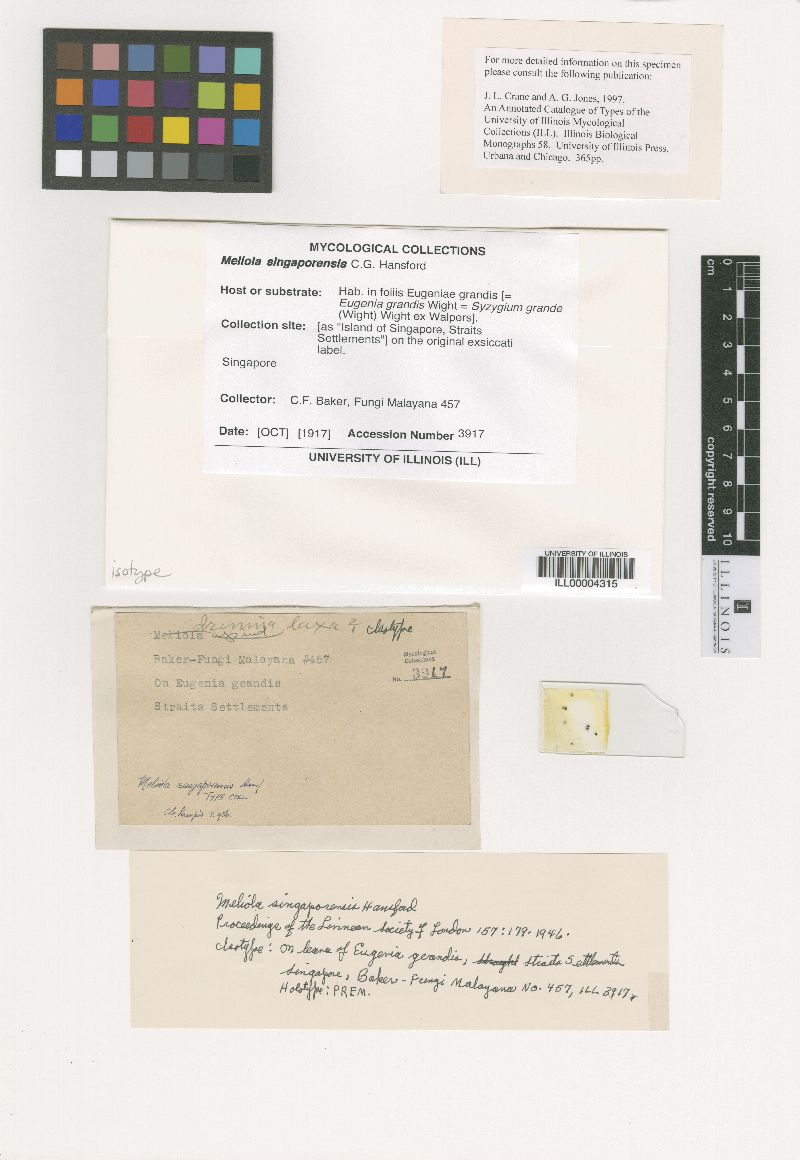 For more detailed information on this specimen
please consult the following publication:
J. L. Crane and A. G. Jones, 1997.
An Annotated Catalogue of Types of the
University of Illinois Mycological
Collections (ILL). Illinois Biological
Monographs 58. University of Illinois Press.
Urbana and Chicago. 365pp.
MYCOLOGICAL COLLECTIONS
Meliola singaporensis C.G. Hansford
Host or substrate: Hab. in foliis Eugeniae grandis [=
Eugenia grandis Wight = Syzygium grande
(Wight) Wight ex Walpers].
Collection site: [as "Island of Singapore, Straits
Settlements"] on the original exsiccati
label.
Singapore
Collector: C.F. Baker, Fungi Malayana 457
Date: [OCT] [1917] Accession Number 3917
UNIVERSITY OF ILLINOIS (ILL)
isotype
UNIVERSITY OF ILLINOIS
ILL00004315
0 cm 1 2 3 4 5 6 7 8 9 10
copyright reserved
ILLINOIS
laxa
Isotype
Meliola
Baker-Fungi Malayana #457
On Eugenia geandis
Straits Settlements
Mycological
Collections
No. 3917
Meliola singaporensis Hansf
TYPE
Meliola singaporensis Hansford
Proceedings of the Linnean Society of London 157:179. 1946.
Isotype: On leaves of Eugenia gerandis, Straits Settlements
Singapore, Baker-Fungi Malayana No. 457, ILL 3917.
Holotype: PREM.